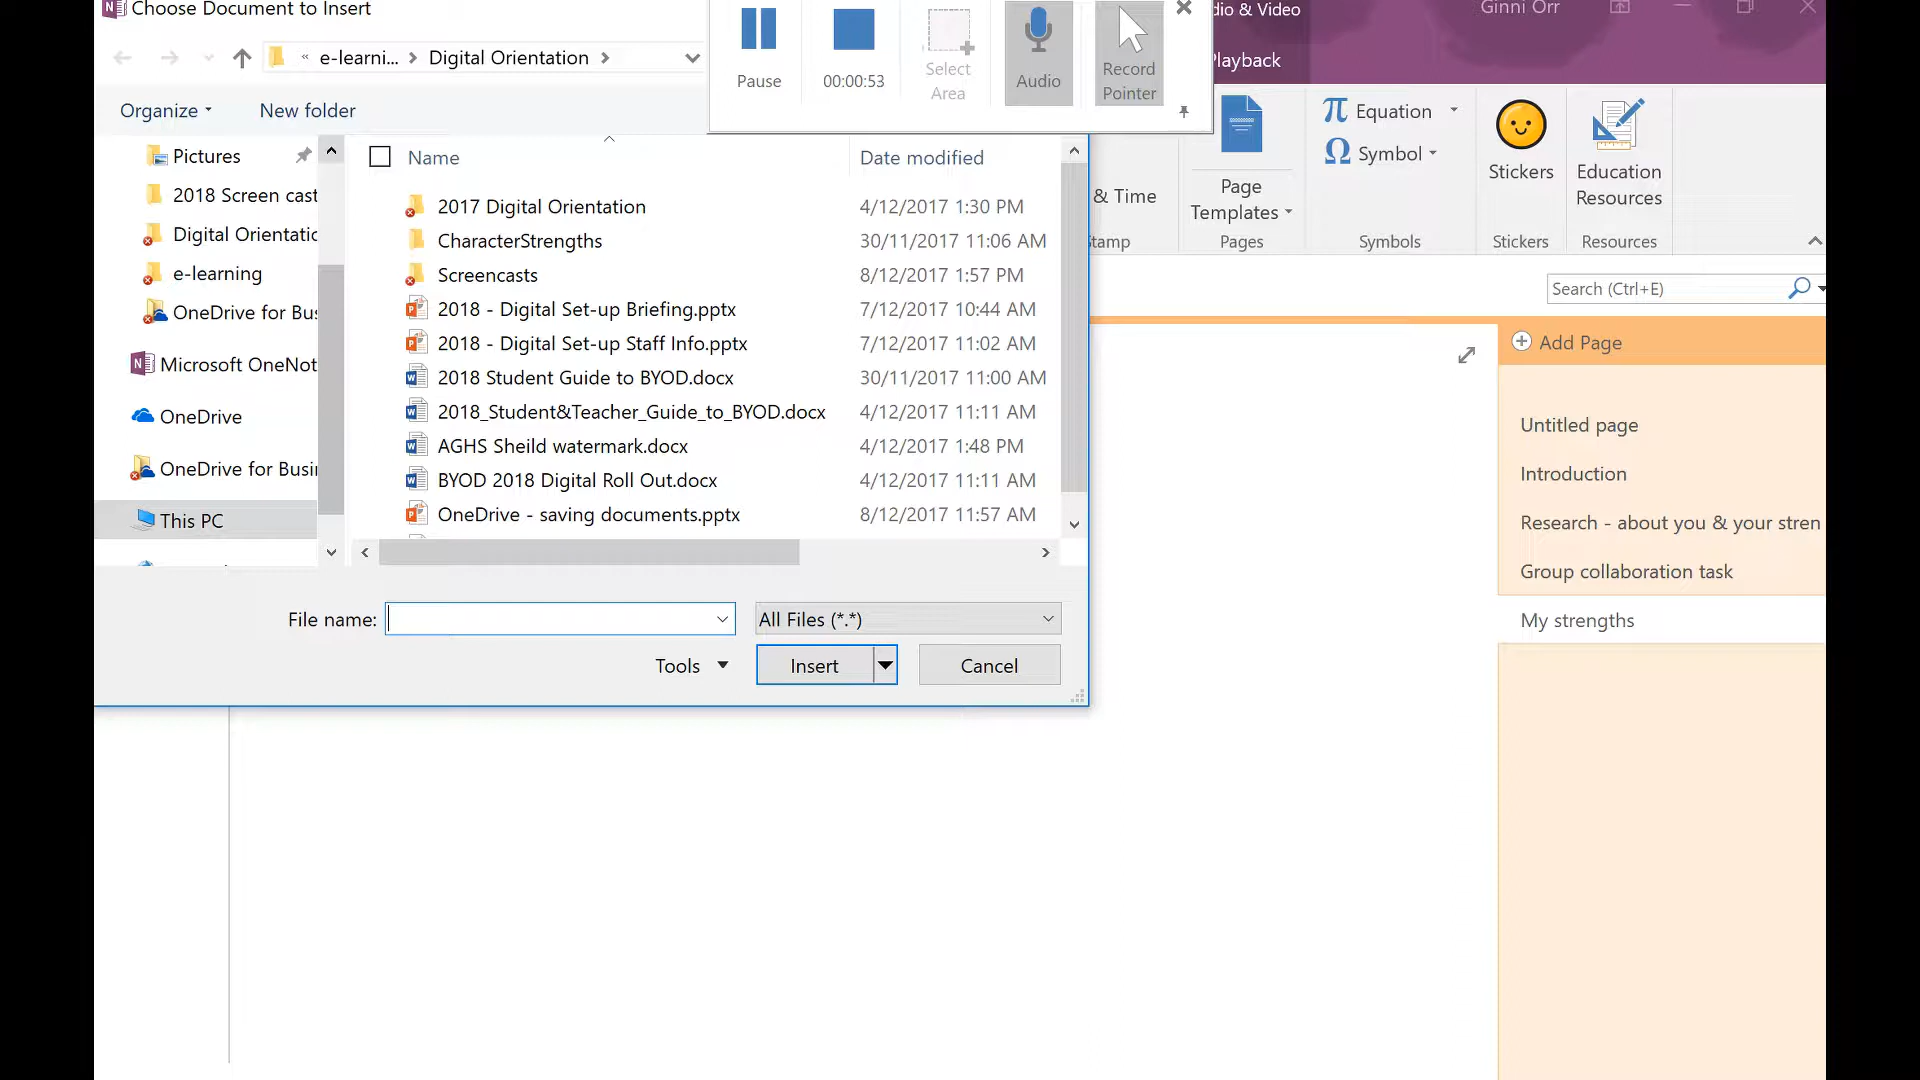 Choose Document to Insert
« e-learni... > Digital Orientation >
Organize
New folder
Pictures
2018 Screen cast
Digital Orientatic
e-learning
OneDrive for Bus
Microsoft OneNot
OneDrive
OneDrive for Busi
This PC
Name
Date modified
2017 Digital Orientation 4/12/2017 1:30 PM
CharacterStrengths 30/11/2017 11:06 AM
Screencasts 8/12/2017 1:57 PM
2018 - Digital Set-up Briefing.pptx 7/12/2017 10:44 AM
2018 - Digital Set-up Staff Info.pptx 7/12/2017 11:02 AM
2018 Student Guide to BYOD.docx 30/11/2017 11:00 AM
2018_Student&Teacher_Guide_to_BYOD.docx 4/12/2017 11:11 AM
AGHS Sheild watermark.docx 4/12/2017 1:48 PM
BYOD 2018 Digital Roll Out.docx 4/12/2017 11:11 AM
OneDrive - saving documents.pptx 8/12/2017 11:57 AM
File name:
All Files (*.*)
Tools
Insert
Cancel
Pause
00:00:53
Select
Area
Audio
Record
Pointer
dio & Video
Ginni Orr
Playback
& Time
tamp
Page
Templates
Pages
π Equation
Ω Symbol
Symbols
Stickers
Stickers
Education
Resources
Resources
Search (Ctrl+E)
Add Page
Untitled page
Introduction
Research - about you & your stren
Group collaboration task
My strengths